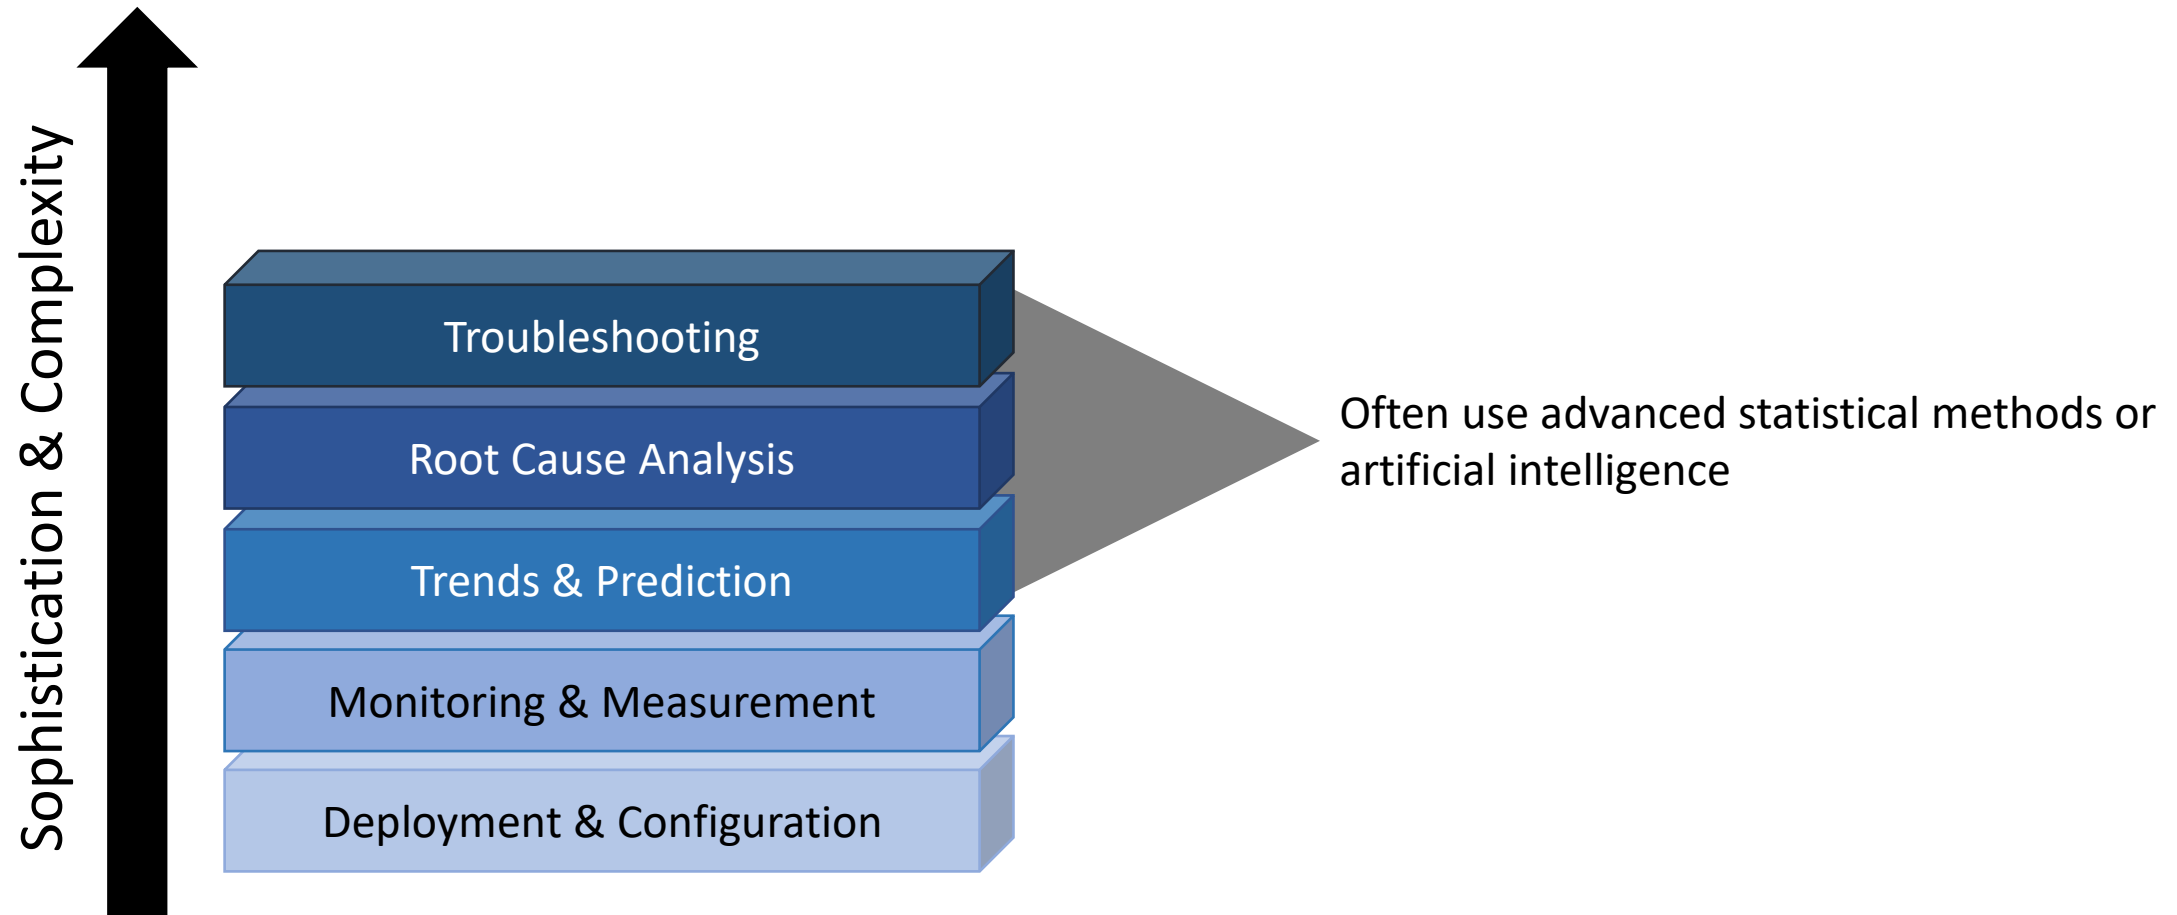 Sophistication & Complexity
Troubleshooting
Root Cause Analysis
Trends & Prediction
Monitoring & Measurement
Deployment & Configuration
Often use advanced statistical methods or
artificial intelligence